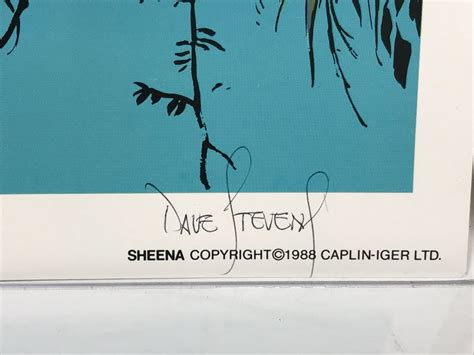 DAVE STEVENS
SHEENA COPYRIGHT©1988 CAPLIN-IGER LTD.